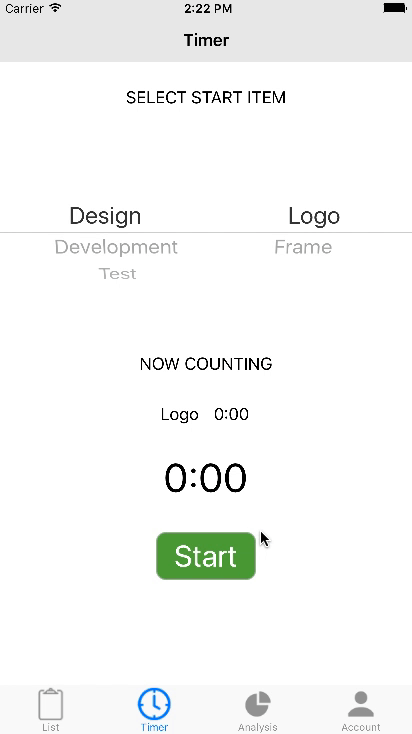 Carrier 2:22 PM
Timer
SELECT START ITEM
Design Logo
Development Frame
Test
NOW COUNTING
Logo 0:00
0:00
Start
List Timer Analysis Account